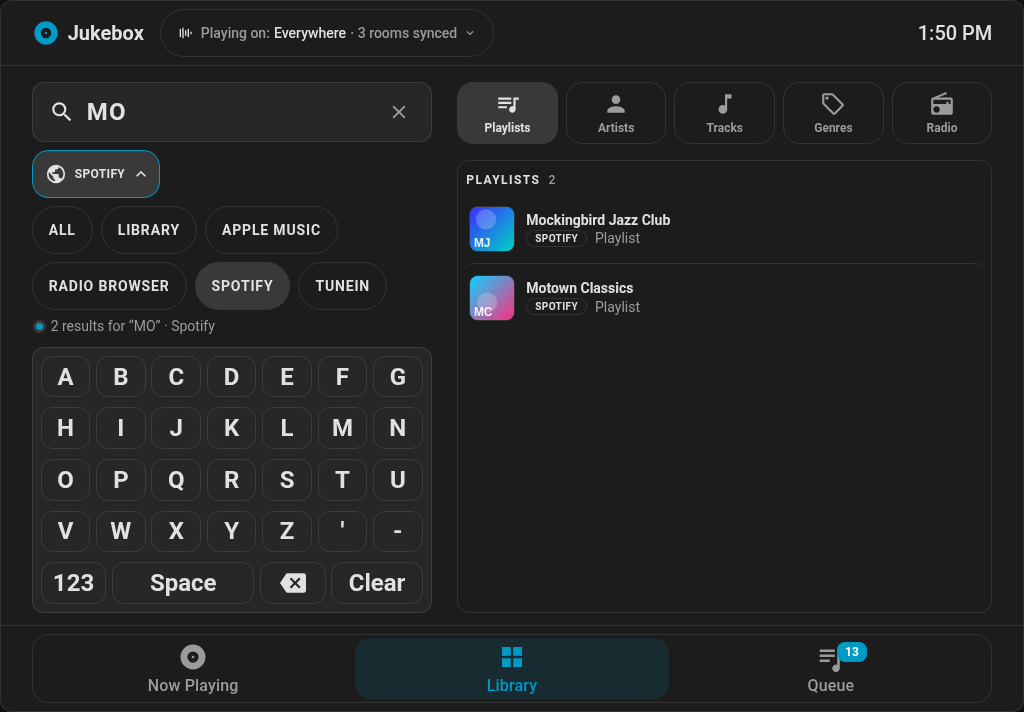 Jukebox
Playing on: Everywhere · 3 rooms synced
1:50 PM
MO
SPOTIFY
ALL
LIBRARY
APPLE MUSIC
RADIO BROWSER
SPOTIFY
TUNEIN
2 results for “MO” · Spotify
A B C D E F G
H I J K L M N
O P Q R S T U
V W X Y Z ' -
123 Space Clear
Playlists
Artists
Tracks
Genres
Radio
PLAYLISTS 2
MJ
Mockingbird Jazz Club
SPOTIFY Playlist
MC
Motown Classics
SPOTIFY Playlist
Now Playing
Library
13
Queue